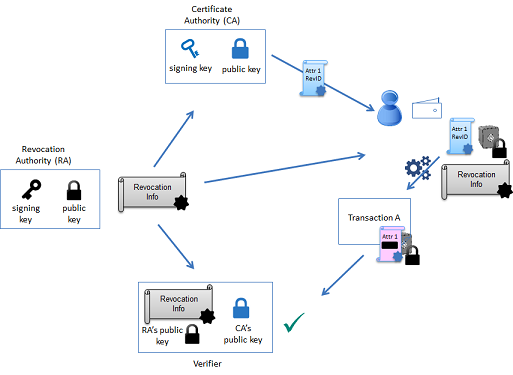 Certificate
Authority (CA)
signing key
public key
Attr 1
RevID
Attr 1
RevID
Revocation
Authority (RA)
signing
key
public
key
Revocation
Info
Revocation
Info
Transaction A
Attr 1
Revocation
Info
RA's public
key
CA's
public key
Verifier